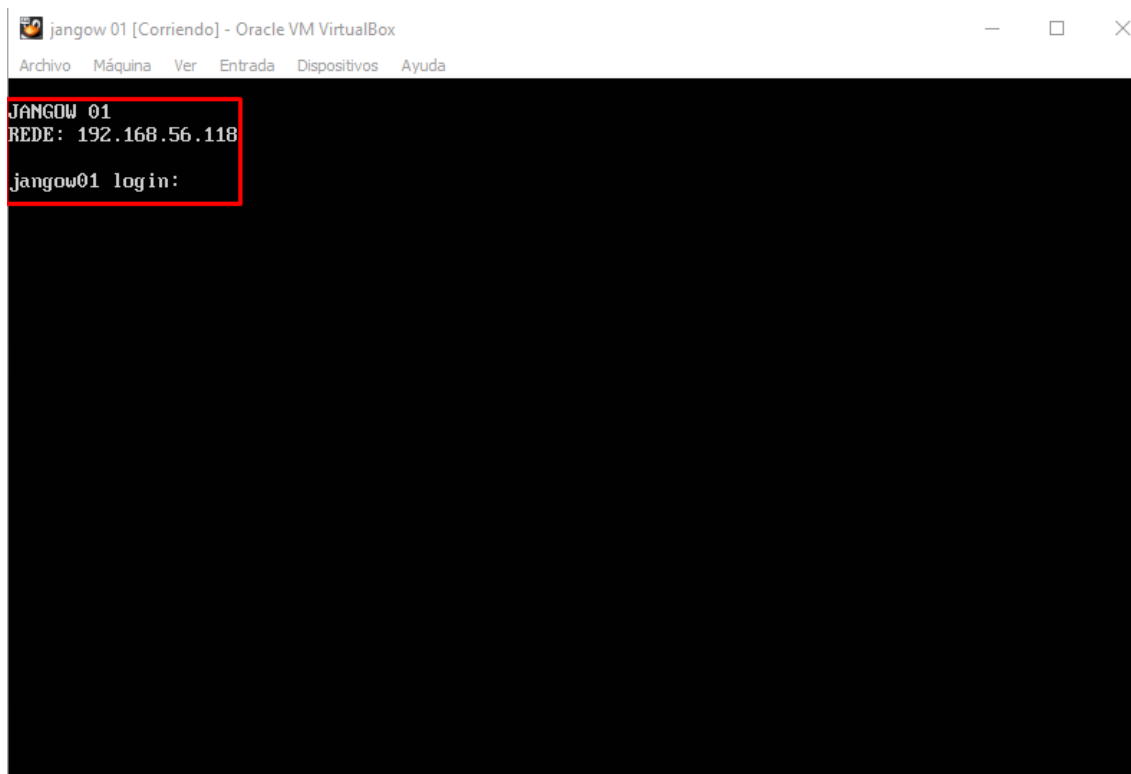 jangow 01 [Corriendo] - Oracle VM VirtualBox
Archivo Máquina Ver Entrada Dispositivos Ayuda
JANGOW 01
REDE: 192.168.56.118
jangow01 login: